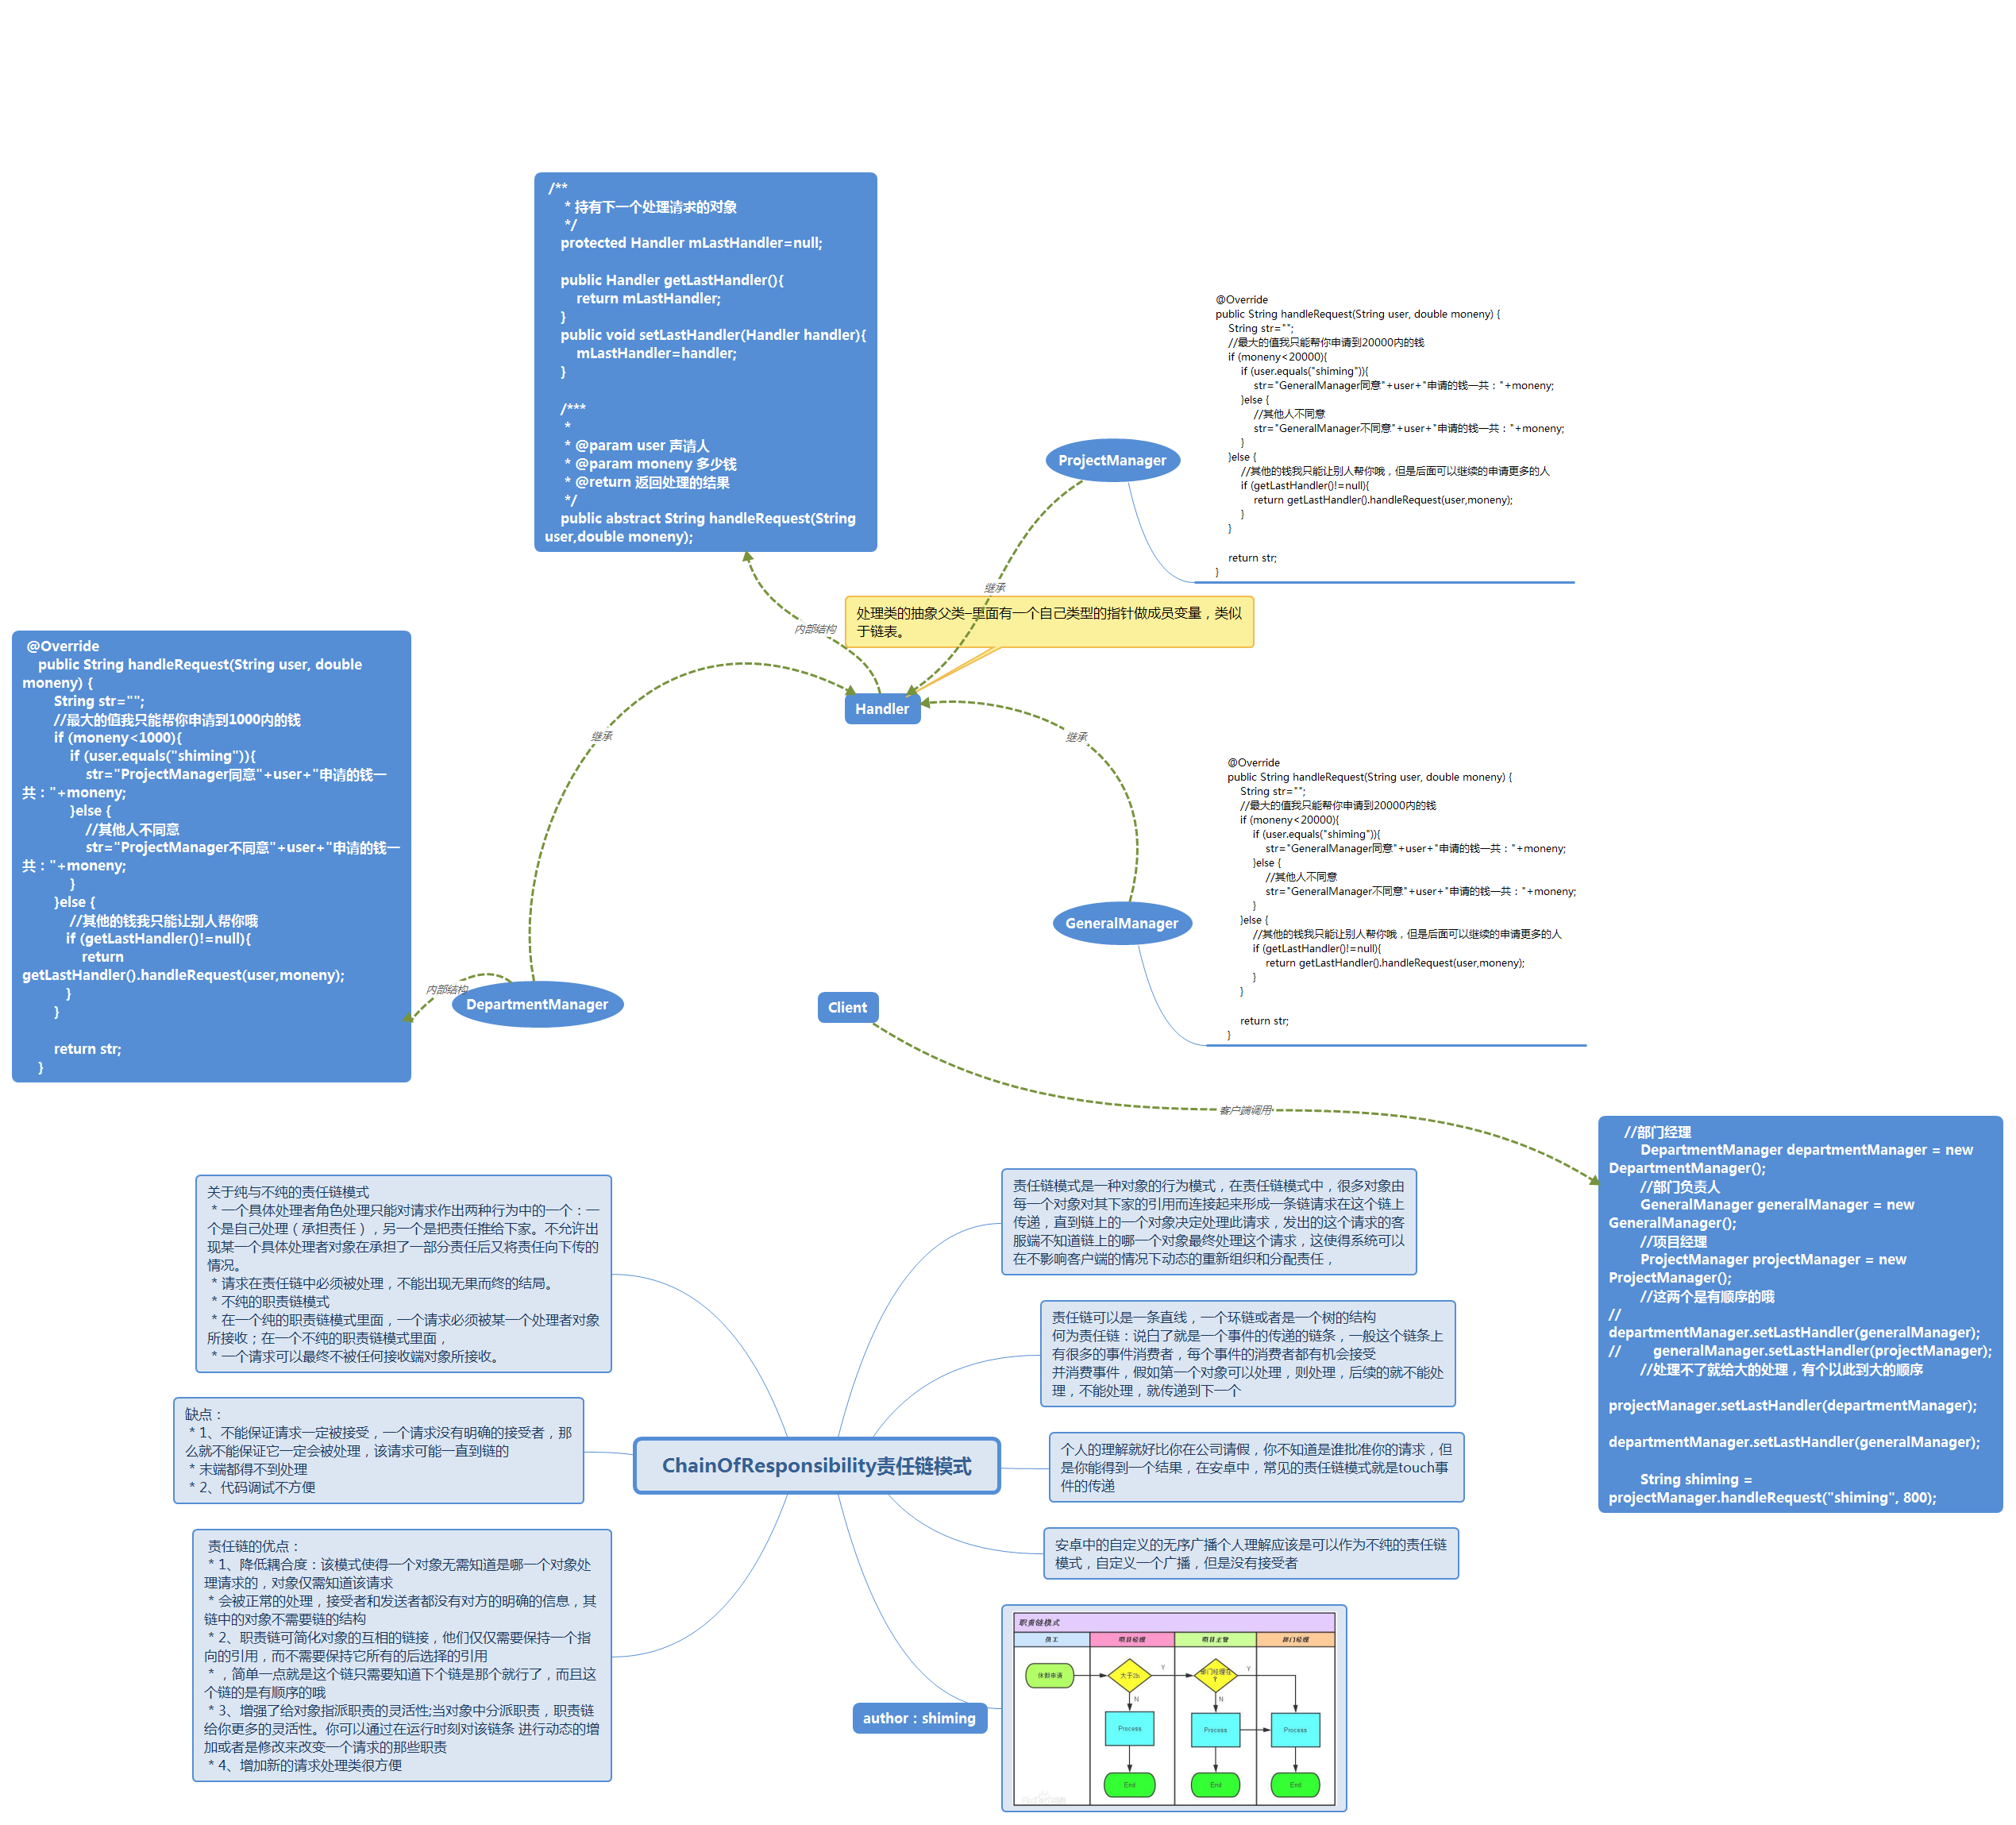 /**
* 持有下一个处理请求的对象
*/
protected Handler mLastHandler=null;
public Handler getLastHandler(){
return mLastHandler;
}
public void setLastHandler(Handler handler){
mLastHandler=handler;
}
/***
*
* @param user 声请人
* @param moneny 多少钱
* @return 返回处理的结果
*/
public abstract String handleRequest(String
user,double moneny);
@Override
public String handleRequest(String user, double moneny) {
String str="";
//最大的值我只能帮你申请到20000内的钱
if (moneny<20000){
if (user.equals("shiming")){
str="GeneralManager同意"+user+"申请的钱一共："+moneny;
}else {
//其他人不同意
str="GeneralManager不同意"+user+"申请的钱一共："+moneny;
}
}else {
//其他的钱我只能让别人帮你哦，但是后面可以继续的申请更多的人
if (getLastHandler()!=null){
return getLastHandler().handleRequest(user,moneny);
}
}
return str;
}
ProjectManager
继承
处理类的抽象父类--里面有一个自己类型的指针做成员变量，类似
于链表。
内部结构
Handler
继承
继承
@Override
public String handleRequest(String user, double
moneny) {
String str="";
//最大的值我只能帮你申请到1000内的钱
if (moneny<1000){
if (user.equals("shiming")){
str="ProjectManager同意"+user+"申请的钱一
共："+moneny;
}else {
//其他人不同意
str="ProjectManager不同意"+user+"申请的钱一
共："+moneny;
}
}else {
//其他的钱我只能让别人帮你哦
if (getLastHandler()!=null){
return
getLastHandler().handleRequest(user,moneny);
}
}
return str;
}
内部结构
DepartmentManager
@Override
public String handleRequest(String user, double moneny) {
String str="";
//最大的值我只能帮你申请到20000内的钱
if (moneny<20000){
if (user.equals("shiming")){
str="GeneralManager同意"+user+"申请的钱一共："+moneny;
}else {
//其他人不同意
str="GeneralManager不同意"+user+"申请的钱一共："+moneny;
}
}else {
//其他的钱我只能让别人帮你哦，但是后面可以继续的申请更多的人
if (getLastHandler()!=null){
return getLastHandler().handleRequest(user,moneny);
}
}
return str;
}
GeneralManager
Client
客户端调用
//部门经理
DepartmentManager departmentManager = new
DepartmentManager();
//部门负责人
GeneralManager generalManager = new
GeneralManager();
//项目经理
ProjectManager projectManager = new
ProjectManager();
//这两个是有顺序的哦
//
departmentManager.setLastHandler(generalManager);
// generalManager.setLastHandler(projectManager);
//处理不了就给大的处理，有个以此到大的顺序
projectManager.setLastHandler(departmentManager);
departmentManager.setLastHandler(generalManager);
String shiming =
projectManager.handleRequest("shiming", 800);
关于纯与不纯的责任链模式
* 一个具体处理者角色处理只能对请求作出两种行为中的一个：一
个是自己处理（承担责任），另一个是把责任推给下家。不允许出
现某一个具体处理者对象在承担了一部分责任后又将责任向下传的
情况。
* 请求在责任链中必须被处理，不能出现无果而终的结局。
* 不纯的职责链模式
* 在一个纯的职责链模式里面，一个请求必须被某一个处理者对象
所接收；在一个不纯的职责链模式里面，
* 一个请求可以最终不被任何接收端对象所接收。
缺点：
* 1、不能保证请求一定被接受，一个请求没有明确的接受者，那
么就不能保证它一定会被处理，该请求可能一直到链的
* 末端都得不到处理
* 2、代码调试不方便
责任链的优点：
* 1、降低耦合度：该模式使得一个对象无需知道是哪一个对象处
理请求的，对象仅需知道该请求
* 会被正常的处理，接受者和发送者都没有对方的明确的信息，其
链中的对象不需要链的结构
* 2、职责链可简化对象的互相的链接，他们仅仅需要保持一个指
向的引用，而不需要保持它所有的后选择的引用
* ，简单一点就是这个链只需要知道下个链是那个就行了，而且这
个链的是有顺序的哦
* 3、增强了给对象指派职责的灵活性;当对象中分派职责，职责链
给你更多的灵活性。你可以通过在运行时刻对该链条 进行动态的增
加或者是修改来改变一个请求的那些职责
* 4、增加新的请求处理类很方便
ChainOfResponsibility责任链模式
责任链模式是一种对象的行为模式，在责任链模式中，很多对象由
每一个对象对其下家的引用而连接起来形成一条链请求在这个链上
传递，直到链上的一个对象决定处理此请求，发出的这个请求的客
服端不知道链上的哪一个对象最终处理这个请求，这使得系统可以
在不影响客户端的情况下动态的重新组织和分配责任，
责任链可以是一条直线，一个环链或者是一个树的结构
何为责任链：说白了就是一个事件的传递的链条，一般这个链条上
有很多的事件消费者，每个事件的消费者都有机会接受
并消费事件，假如第一个对象可以处理，则处理，后续的就不能处
理，不能处理，就传递到下一个
个人的理解就好比你在公司请假，你不知道是谁批准你的请求，但
是你能得到一个结果，在安卓中，常见的责任链模式就是touch事
件的传递
安卓中的自定义的无序广播个人理解应该是可以作为不纯的责任链
模式，自定义一个广播，但是没有接受者
author：shiming
职责链模式
员工
项目经理
项目主管
部门经理
休假申请
大于2h
Y
部门经理在
?
Y
N
N
Process
Process
Process
End
End
End